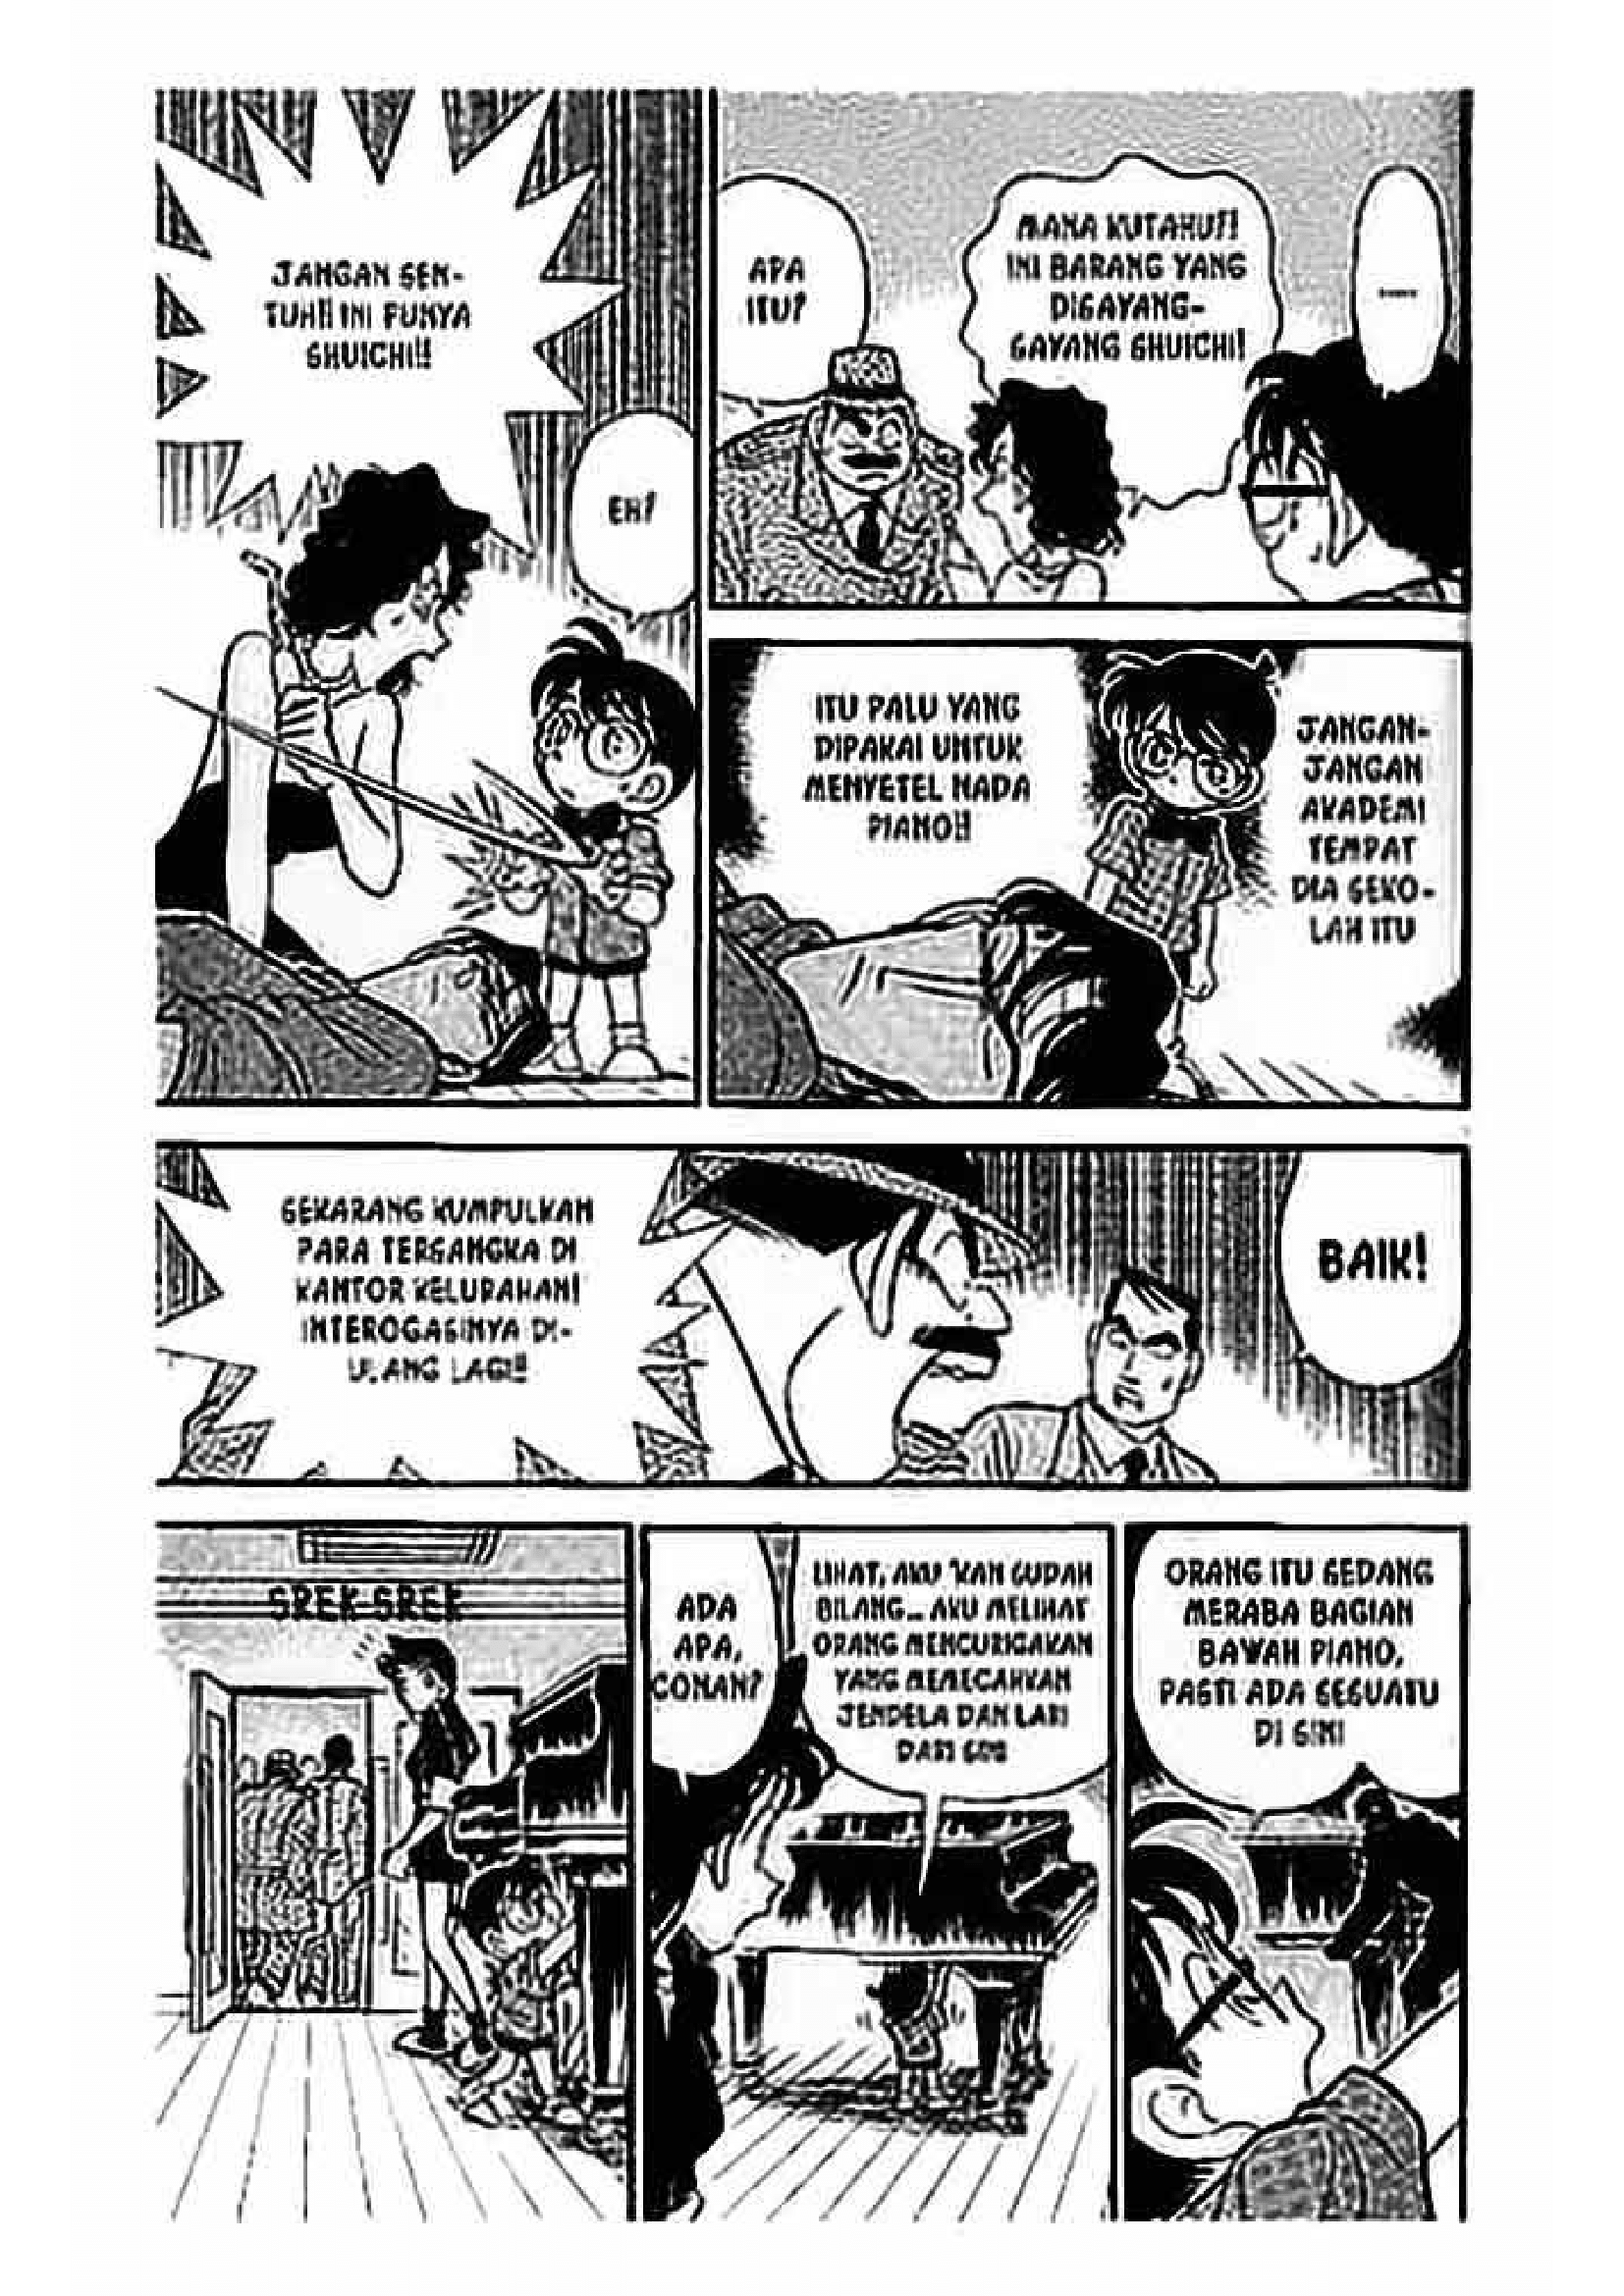 JANGAN SEN-
TUH!! INI PUNYA
SHUICHI!!
EH?
APA
ITU?
MANA KUTAHU!!
INI BARANG YANG
DISAYANG-
SAYANG SHUICHI!
.....
ITU PALU YANG
DIPAKAI UNTUK
MENYETEL NADA
PIANO!!
JANGAN-
JANGAN
AKADEMI
TEMPAT
DIA SEKO-
LAH ITU
SEKARANG KUMPULKAN
PARA TERSANGKA DI
KANTOR KELURAHAN!
INTEROGASINYA DI-
ULANG LAGI!!
BAIK!
SREK SREK
ADA
APA,
CONAN?
LIHAT, AKU 'KAN SUDAH
BILANG... AKU MELIHAT
ORANG MENCURIGAKAN
YANG MEMECAHKAN
JENDELA DAN LARI
DARI SINI
ORANG ITU SEDANG
MERABA BAGIAN
BAWAH PIANO,
PASTI ADA SESUATU
DI SINI